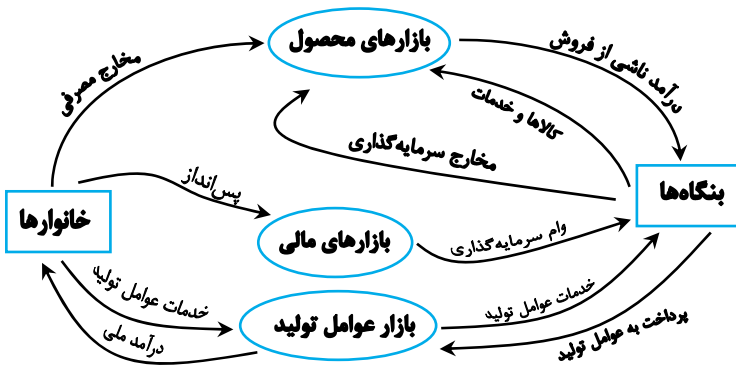 بازارهای محصول
درآمد ناشی از فروش
مخارج مصرفی
کالاها و خدمات
مخارج سرمایه‌گذاری
پس‌انداز
بنگاه‌ها
خانوارها
بازارهای مالی
وام سرمایه‌گذاری
خدمات عوامل تولید
خدمات عوامل تولید
بازار عوامل تولید
درآمد ملی
پرداخت به عوامل تولید